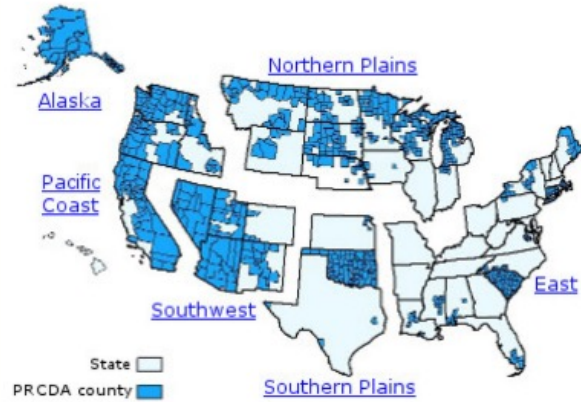 Northern Plains
Alaska
Pacific
Coast
Southwest
East
Southern Plains
State
PRCDA county